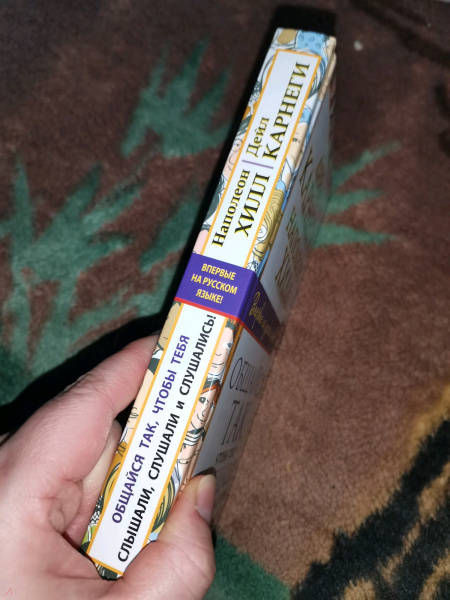 Наполеон
ХИЛЛ
Дейл
КАРНЕГИ
ВПЕРВЫЕ
НА РУССКОМ
ЯЗЫКЕ!
ОБЩАЙСЯ ТАК, ЧТОБЫ ТЕБЯ
СЛЫШАЛИ, СЛУШАЛИ И СЛУШАЛИСЬ!